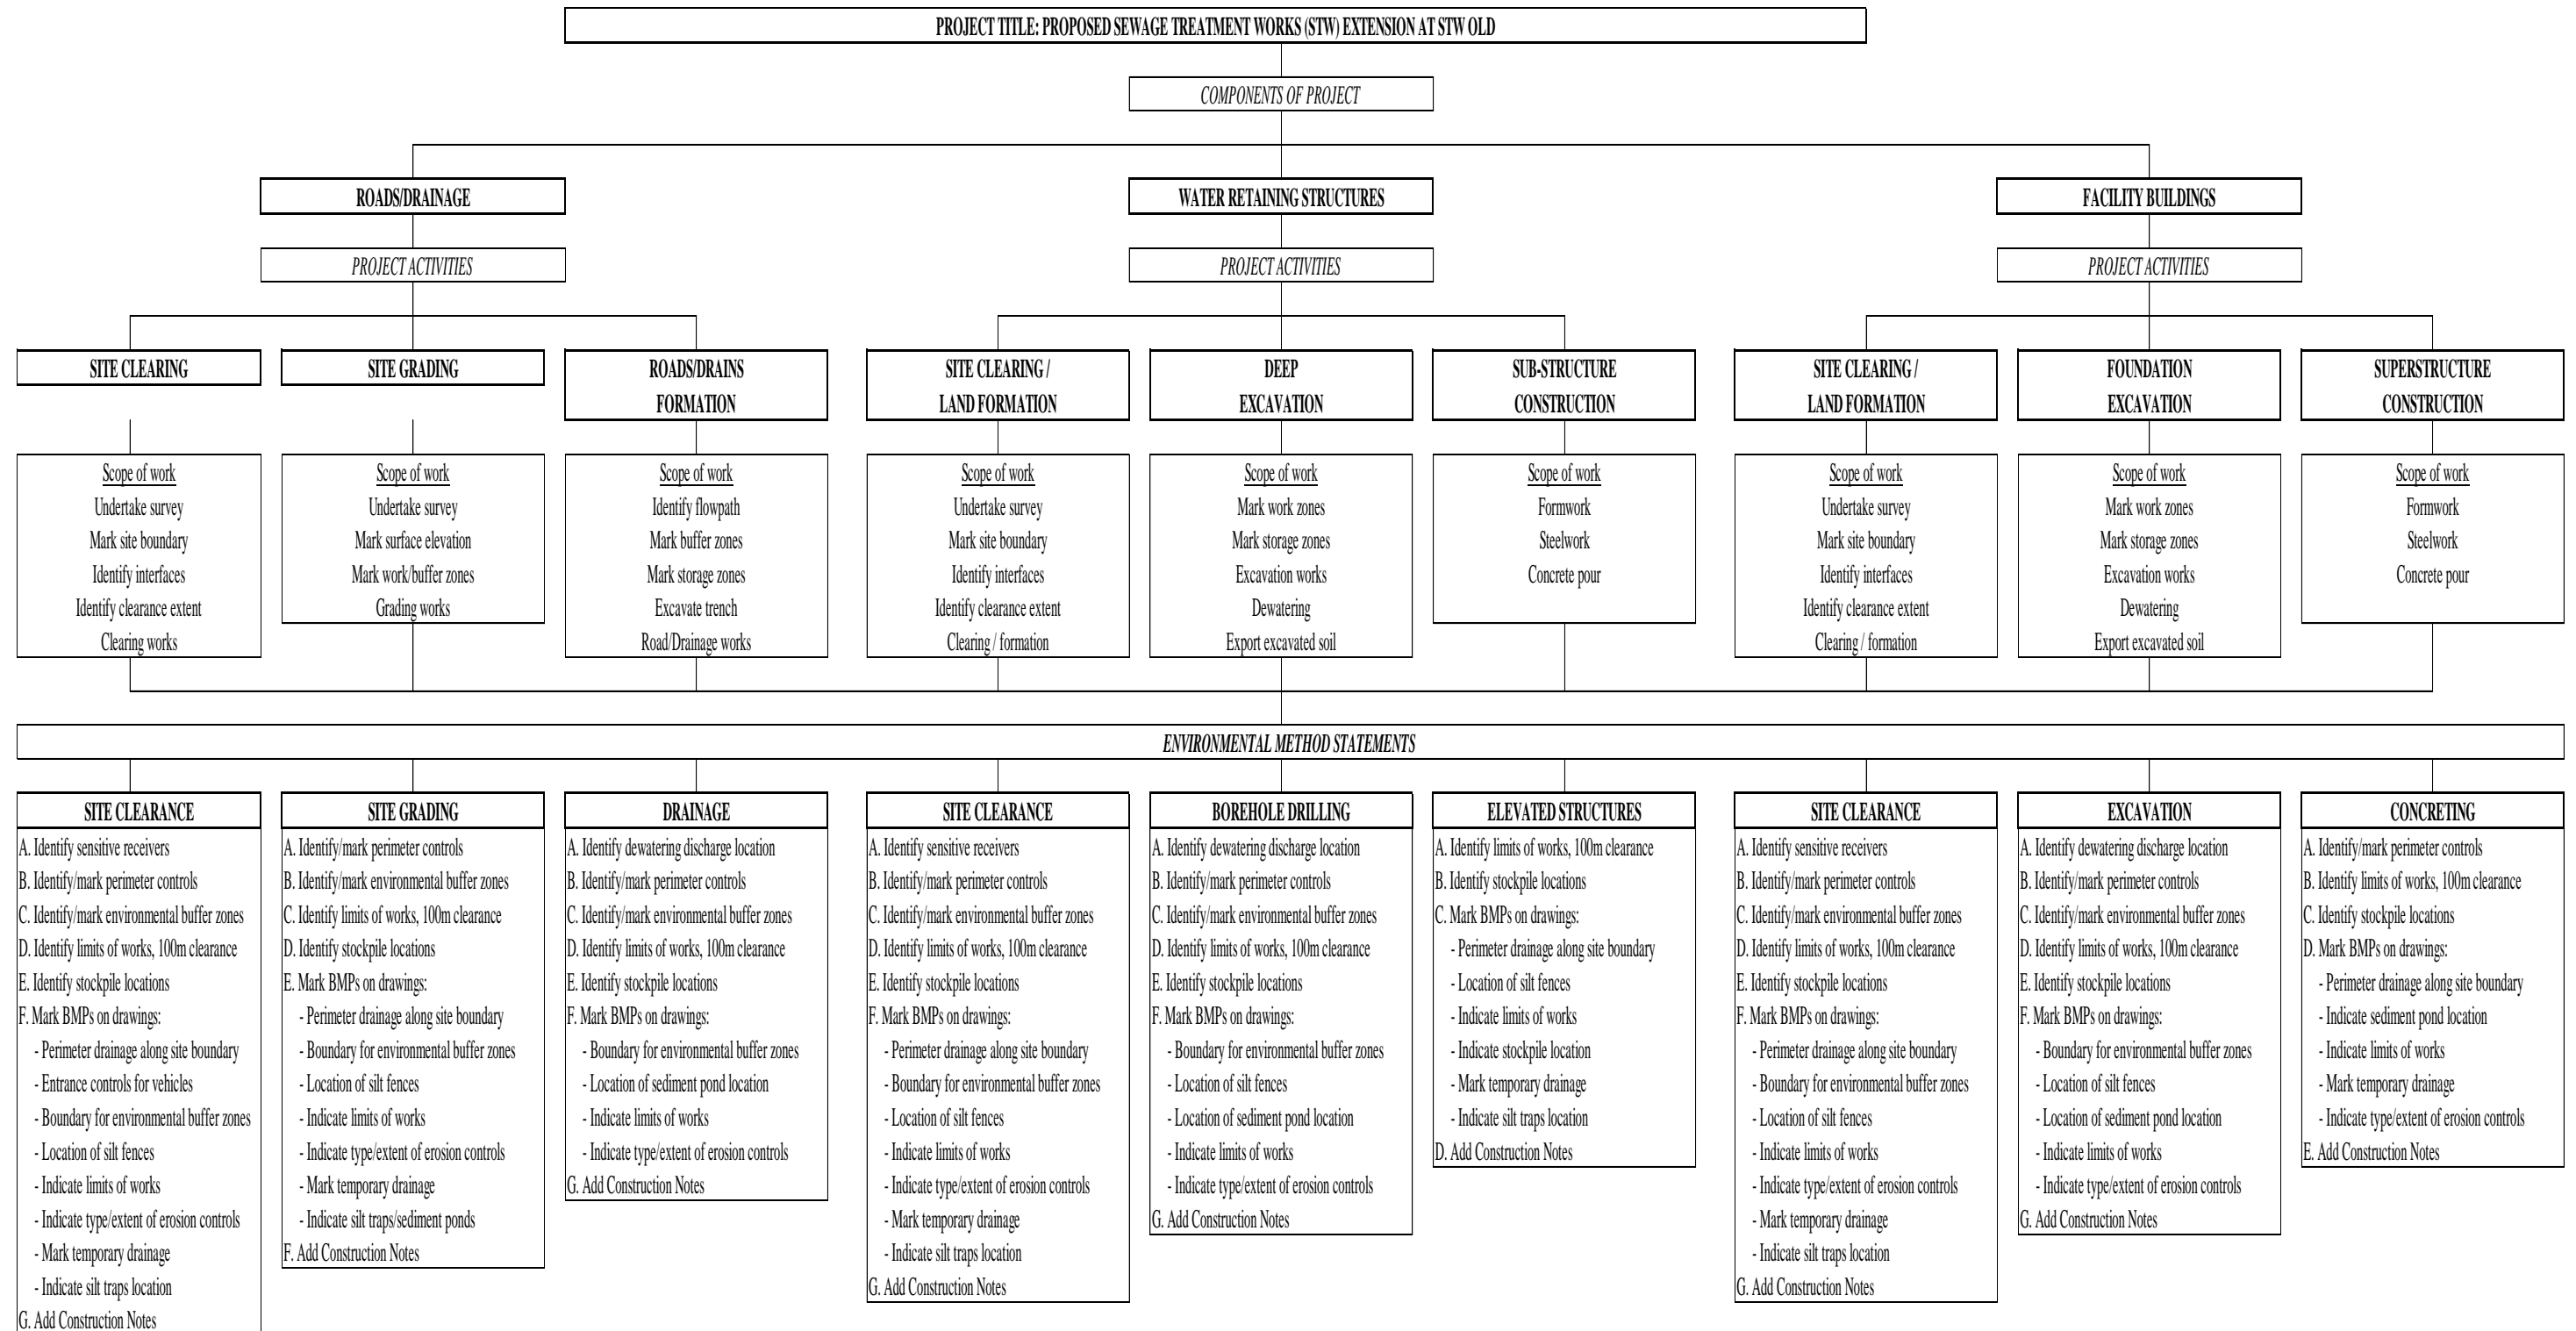 PROJECT TITLE: PROPOSED SEWAGE TREATMENT WORKS (STW) EXTENSION AT STW OLD
COMPONENTS OF PROJECT
ROADS/DRAINAGE
WATER RETAINING STRUCTURES
FACILITY BUILDINGS
PROJECT ACTIVITIES
PROJECT ACTIVITIES
PROJECT ACTIVITIES
SITE CLEARING
SITE GRADING
ROADS/DRAINS
FORMATION
SITE CLEARING /
LAND FORMATION
DEEP
EXCAVATION
SUB-STRUCTURE
CONSTRUCTION
SITE CLEARING /
LAND FORMATION
FOUNDATION
EXCAVATION
SUPERSTRUCTURE
CONSTRUCTION
Scope of work
Undertake survey
Mark site boundary
Identify interfaces
Identify clearance extent
Clearing works
Scope of work
Undertake survey
Mark surface elevation
Mark work/buffer zones
Grading works
Scope of work
Identify flowpath
Mark buffer zones
Mark storage zones
Excavate trench
Road/Drainage works
Scope of work
Undertake survey
Mark site boundary
Identify interfaces
Identify clearance extent
Clearing / formation
Scope of work
Mark work zones
Mark storage zones
Excavation works
Dewatering
Export excavated soil
Scope of work
Formwork
Steelwork
Concrete pour
Scope of work
Undertake survey
Mark site boundary
Identify interfaces
Identify clearance extent
Clearing / formation
Scope of work
Mark work zones
Mark storage zones
Excavation works
Dewatering
Export excavated soil
Scope of work
Formwork
Steelwork
Concrete pour
ENVIRONMENTAL METHOD STATEMENTS
SITE CLEARANCE
A. Identify sensitive receivers
B. Identify/mark perimeter controls
C. Identify/mark environmental buffer zones
D. Identify limits of works, 100m clearance
E. Identify stockpile locations
F. Mark BMPs on drawings:
- Perimeter drainage along site boundary
- Entrance controls for vehicles
- Boundary for environmental buffer zones
- Location of silt fences
- Indicate limits of works
- Indicate type/extent of erosion controls
- Mark temporary drainage
- Indicate silt traps location
G. Add Construction Notes
SITE GRADING
A. Identify/mark perimeter controls
B. Identify/mark environmental buffer zones
C. Identify limits of works, 100m clearance
D. Identify stockpile locations
E. Mark BMPs on drawings:
- Perimeter drainage along site boundary
- Boundary for environmental buffer zones
- Location of silt fences
- Indicate limits of works
- Indicate type/extent of erosion controls
- Mark temporary drainage
- Indicate silt traps/sediment ponds
F. Add Construction Notes
DRAINAGE
A. Identify dewatering discharge location
B. Identify/mark perimeter controls
C. Identify/mark environmental buffer zones
D. Identify limits of works, 100m clearance
E. Identify stockpile locations
F. Mark BMPs on drawings:
- Boundary for environmental buffer zones
- Location of sediment pond location
- Indicate limits of works
- Indicate type/extent of erosion controls
G. Add Construction Notes
SITE CLEARANCE
A. Identify sensitive receivers
B. Identify/mark perimeter controls
C. Identify/mark environmental buffer zones
D. Identify limits of works, 100m clearance
E. Identify stockpile locations
F. Mark BMPs on drawings:
- Perimeter drainage along site boundary
- Boundary for environmental buffer zones
- Location of silt fences
- Indicate limits of works
- Indicate type/extent of erosion controls
- Mark temporary drainage
- Indicate silt traps location
G. Add Construction Notes
BOREHOLE DRILLING
A. Identify dewatering discharge location
B. Identify/mark perimeter controls
C. Identify/mark environmental buffer zones
D. Identify limits of works, 100m clearance
E. Identify stockpile locations
F. Mark BMPs on drawings:
- Boundary for environmental buffer zones
- Location of silt fences
- Location of sediment pond location
- Indicate limits of works
- Indicate type/extent of erosion controls
G. Add Construction Notes
ELEVATED STRUCTURES
A. Identify limits of works, 100m clearance
B. Identify stockpile locations
C. Mark BMPs on drawings:
- Perimeter drainage along site boundary
- Location of silt fences
- Indicate limits of works
- Indicate stockpile location
- Mark temporary drainage
- Indicate silt traps location
D. Add Construction Notes
SITE CLEARANCE
A. Identify sensitive receivers
B. Identify/mark perimeter controls
C. Identify/mark environmental buffer zones
D. Identify limits of works, 100m clearance
E. Identify stockpile locations
F. Mark BMPs on drawings:
- Perimeter drainage along site boundary
- Boundary for environmental buffer zones
- Location of silt fences
- Indicate limits of works
- Indicate type/extent of erosion controls
- Mark temporary drainage
- Indicate silt traps location
G. Add Construction Notes
EXCAVATION
A. Identify dewatering discharge location
B. Identify/mark perimeter controls
C. Identify/mark environmental buffer zones
D. Identify limits of works, 100m clearance
E. Identify stockpile locations
F. Mark BMPs on drawings:
- Boundary for environmental buffer zones
- Location of silt fences
- Location of sediment pond location
- Indicate limits of works
- Indicate type/extent of erosion controls
G. Add Construction Notes
CONCRETING
A. Identify/mark perimeter controls
B. Identify limits of works, 100m clearance
C. Identify stockpile locations
D. Mark BMPs on drawings:
- Perimeter drainage along site boundary
- Indicate sediment pond location
- Indicate limits of works
- Mark temporary drainage
- Indicate type/extent of erosion controls
E. Add Construction Notes